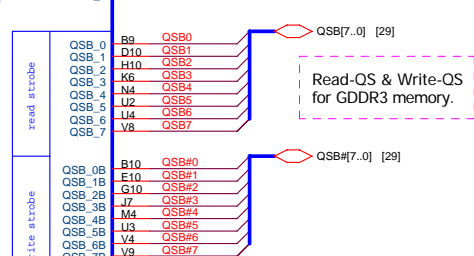 QSB[7..0] [29]
read strobe
QSB_0 B9 QSB0
QSB_1 D10 QSB1
QSB_2 H10 QSB2
QSB_3 K6 QSB3
QSB_4 N4 QSB4
QSB_5 U2 QSB5
QSB_6 U4 QSB6
QSB_7 V8 QSB7
Read-QS & Write-QS
for GDDR3 memory.
QSB#[7..0] [29]
QSB_0B B10 QSB#0
QSB_1B E10 QSB#1
QSB_2B G10 QSB#2
QSB_3B J7 QSB#3
QSB_4B M4 QSB#4
QSB_5B U3 QSB#5
QSB_6B V4 QSB#6
QSB_7B V9 QSB#7
ite strobe